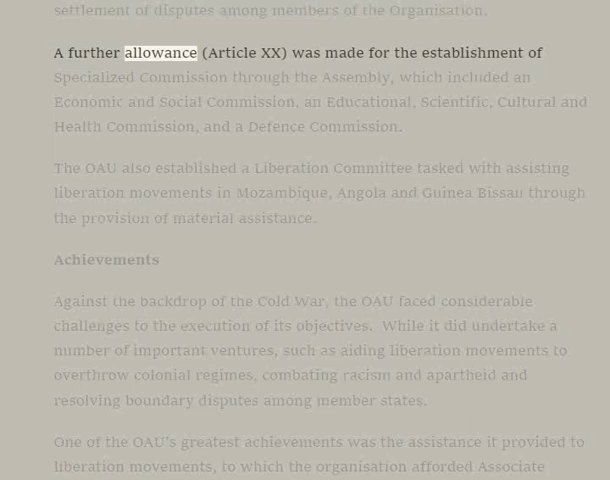 settlement of disputes among members of the Organisation.
A further allowance (Article XX) was made for the establishment of
Specialized Commission through the Assembly, which included an
Economic and Social Commission, an Educational, Scientific, Cultural and
Health Commission, and a Defence Commission.
The OAU also established a Liberation Committee tasked with assisting
liberation movements in Mozambique, Angola and Guinea Bissan through
the provision of material assistance.
Achievements
Against the backdrop of the Cold War, the OAU faced considerable
challenges to the execution of its objectives. While it did undertake a
number of important ventures, such as aiding liberation movements to
overthrow colonial regimes, combating racism and apartheid and
resolving boundary disputes among member states.
One of the OAU's greatest achievements was the assistance it provided to
liberation movements, to which the organisation afforded Associate